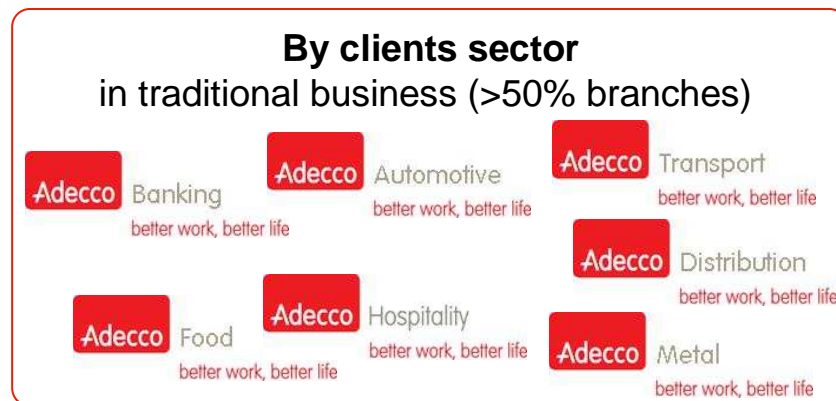 By clients sector
in traditional business (>50% branches)
Adecco Banking
better work, better life
Adecco Automotive
better work, better life
Adecco Transport
better work, better life
Adecco Distribution
better work, better life
Adecco Food
better work, better life
Adecco Hospitality
better work, better life
Adecco Metal
better work, better life